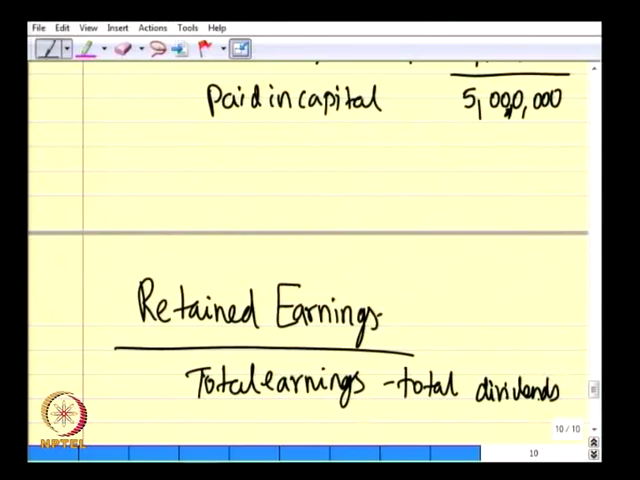 File Edit View Insert Actions Tools Help
Paid in capital 5,000,000
Retained Earnings
Total earnings - total dividends
NPTEL
10 / 10
10